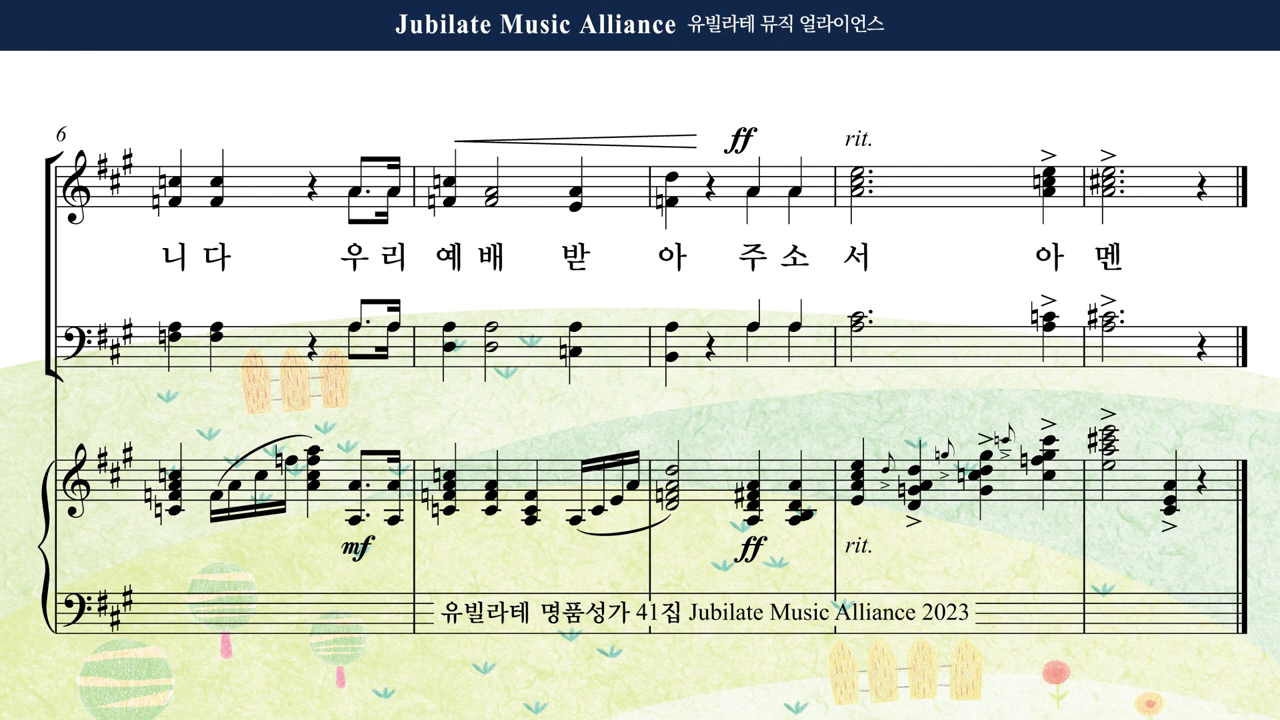 Jubilate Music Alliance 유빌라테 뮤직 얼라이언스
6
ff rit.
니다 우리 예배 받 아 주소 서 아 멘
mf ff rit.
유빌라테 명품성가 41집 Jubilate Music Alliance 2023